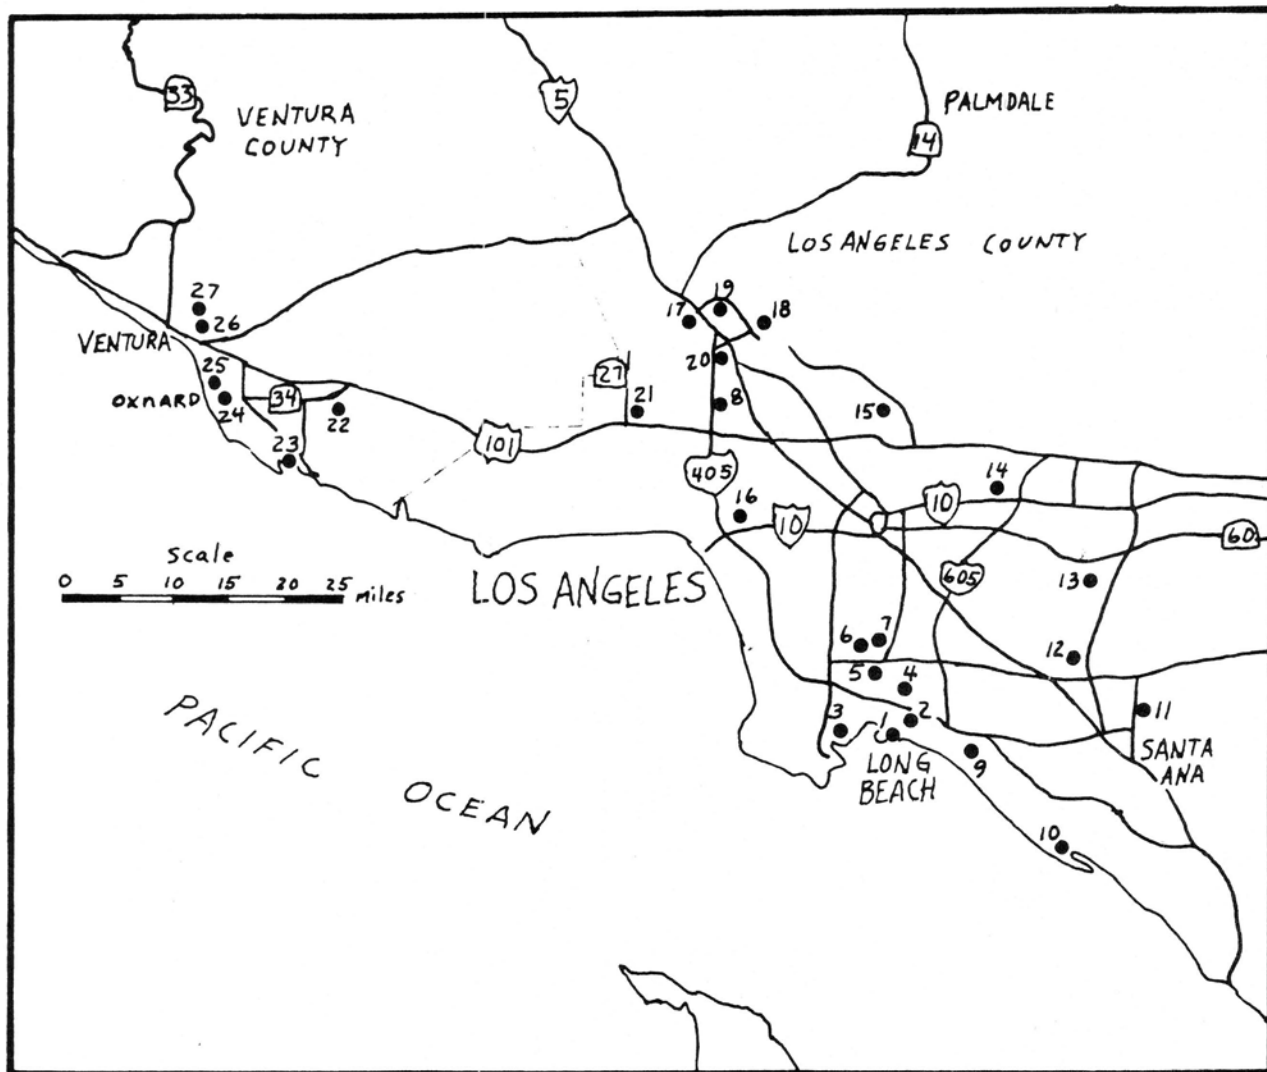 33
VENTURA
COUNTY
5
PALMDALE
14
LOS ANGELES COUNTY
27
26
VENTURA
17
19
18
20
25
OXNARD
24
34
22
23
27
21
8
15
101
405
16
10
14
10
60
605
13
scale
0 5 10 15 20 25 miles
LOS ANGELES
6
7
5
4
12
3
1
2
11
LONG
BEACH
9
SANTA
ANA
10
PACIFIC OCEAN